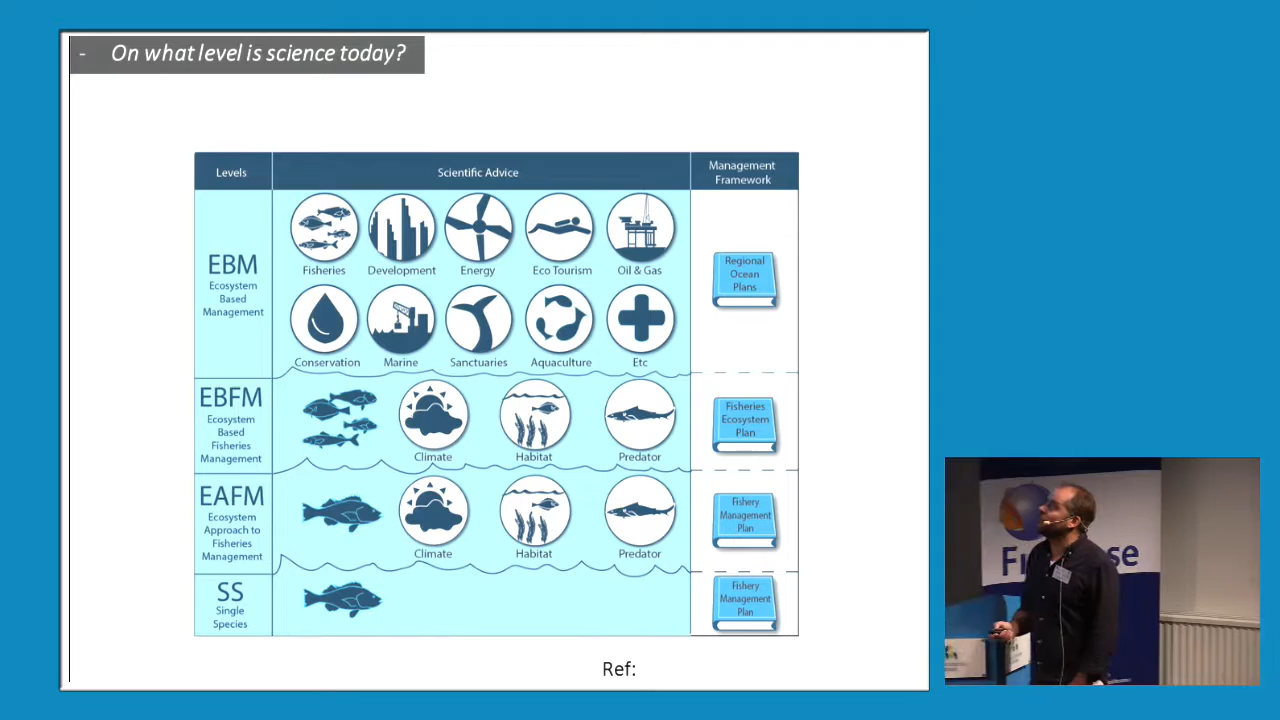 - On what level is science today?
Levels
Scientific Advice
Management
Framework
EBM
Ecosystem
Based
Management
Fisheries
Development
Energy
Eco Tourism
Oil & Gas
Conservation
Marine
Sanctuaries
Aquaculture
Etc
Regional
Ocean
Plans
EBFM
Ecosystem
Based
Fisheries
Management
Climate
Habitat
Predator
Fisheries
Ecosystem
Plan
EAFM
Ecosystem
Approach to
Fisheries
Management
Climate
Habitat
Predator
Fishery
Management
Plan
SS
Single
Species
Fishery
Management
Plan
Ref: